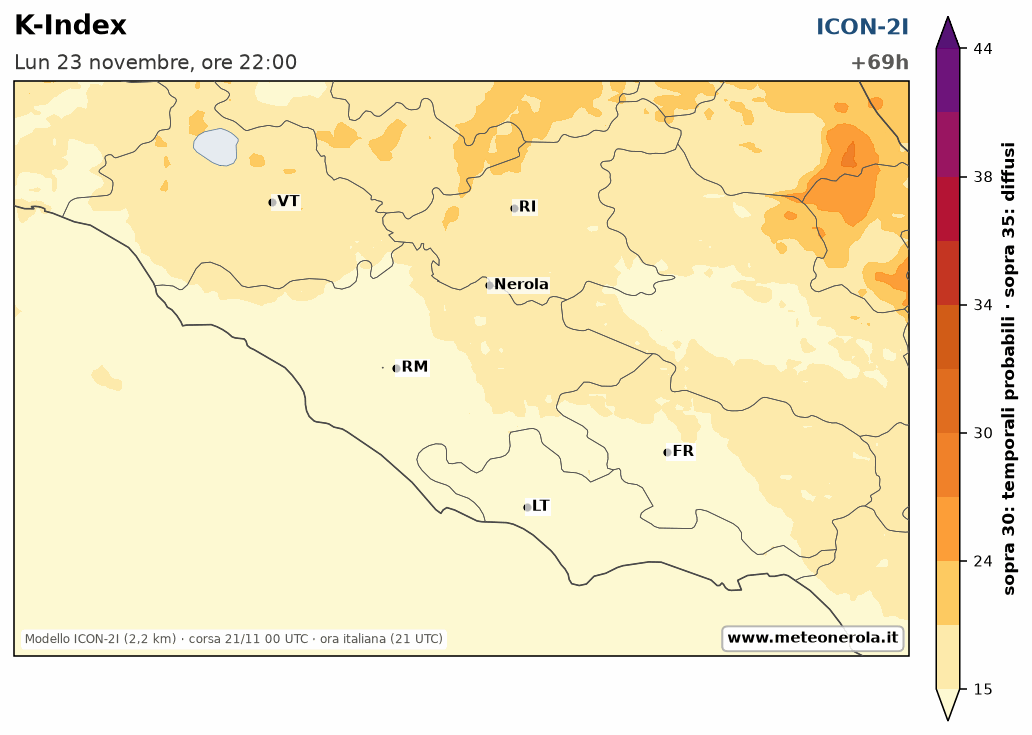 K-Index
ICON-2I
Lun 23 novembre, ore 22:00
+69h
VT
RI
Nerola
RM
FR
LT
Modello ICON-2I (2,2 km) · corsa 21/11 00 UTC · ora italiana (21 UTC)
www.meteonerola.it
44
38
34
30
24
15
sopra 30: temporali probabili · sopra 35: diffusi